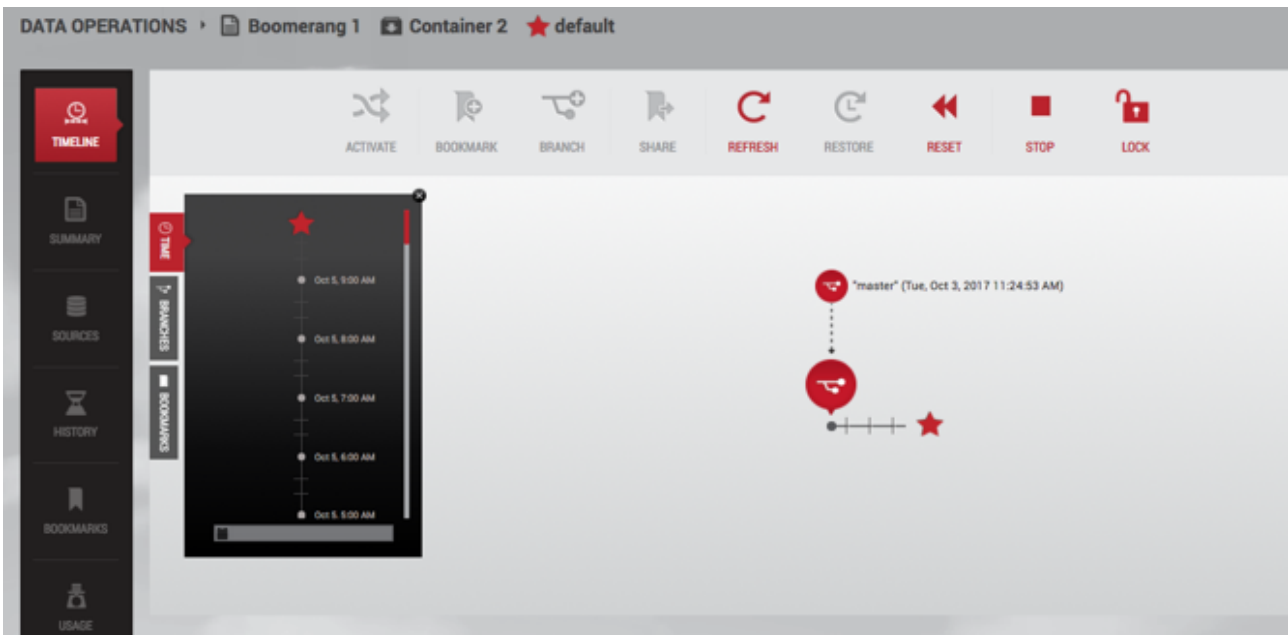 DATA OPERATIONS Boomerang 1 Container 2 default
TIMELINE
SUMMARY
SOURCES
HISTORY
BOOKMARKS
USAGE
ACTIVATE BOOKMARK BRANCH SHARE REFRESH RESTORE RESET STOP LOCK
TIME
BRANCHES
BOOKMARKS
Oct 5, 9:00 AM
Oct 5, 8:00 AM
Oct 5, 7:00 AM
Oct 5, 6:00 AM
Oct 5, 5:00 AM
"master" (Tue, Oct 3, 2017 11:24:53 AM)